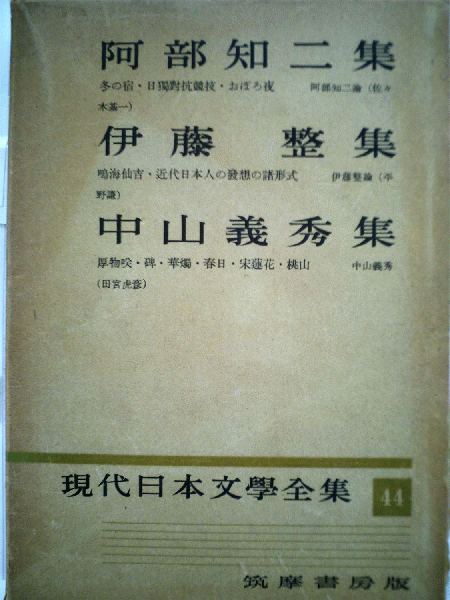 阿部知二集
冬の宿・日獨對抗競技・おぼろ夜 阿部知二論（佐々
木基一）
伊藤 整集
鳴海仙吉・近代日本人の發想の諸形式 伊藤整論（平
野謙）
中山義秀集
厚物咲・碑・華燭・春日・宋蓮花・桃山 中山義秀
（田宮虎彦）
現代日本文學全集 44
筑摩書房版